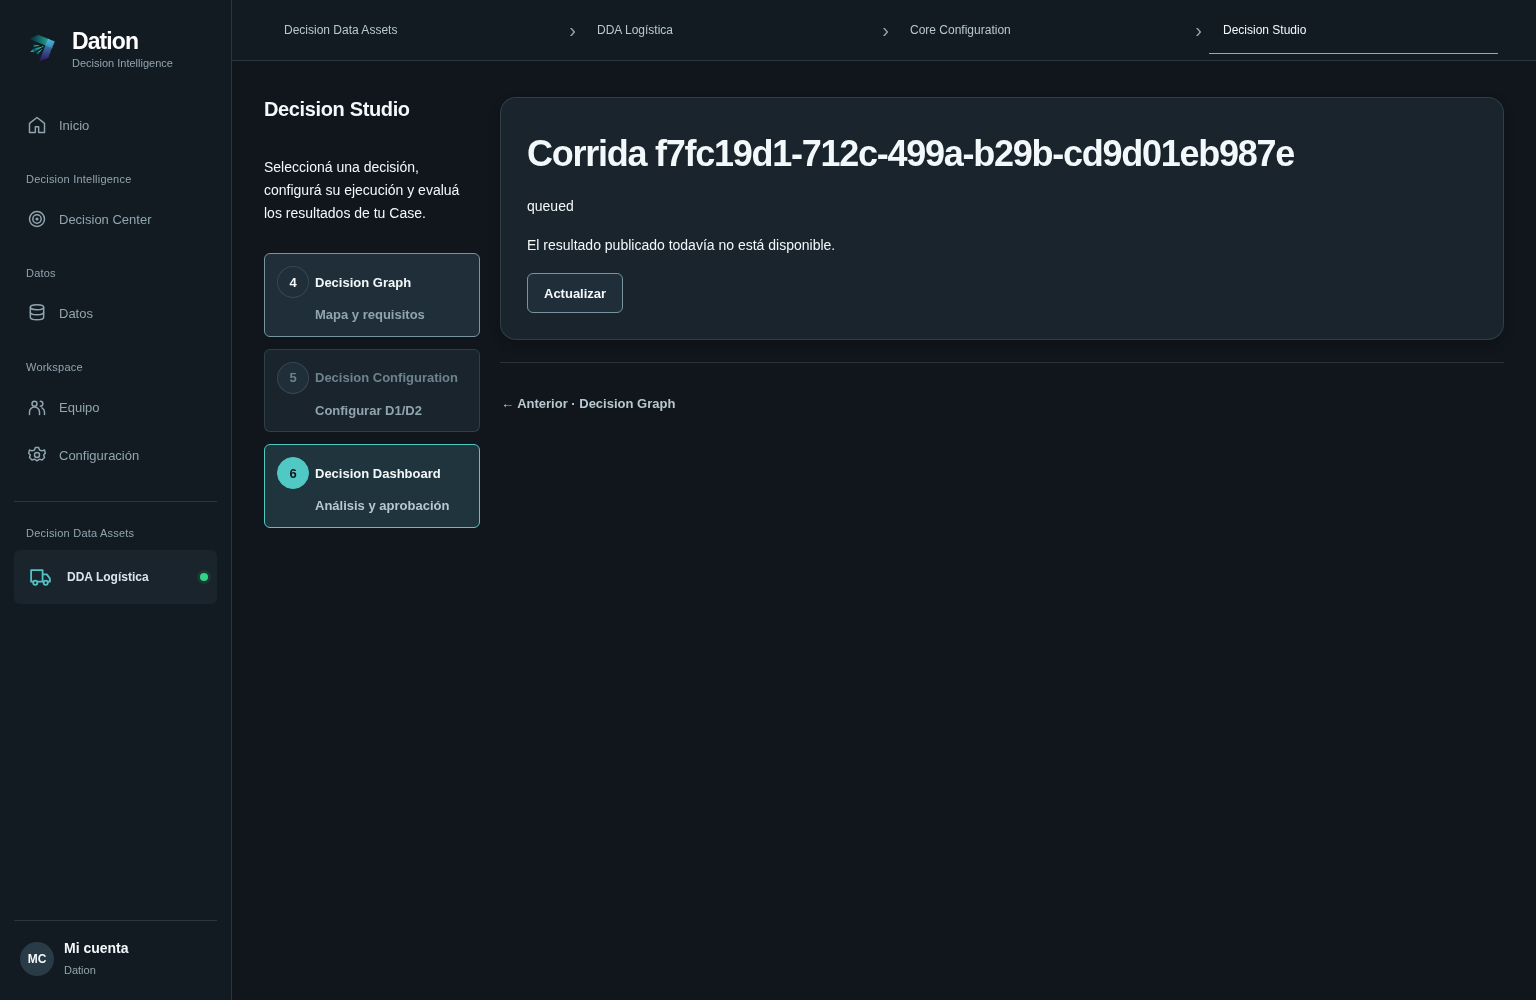 Dation
Decision Intelligence
Inicio
Decision Intelligence
Decision Center
Datos
Datos
Workspace
Equipo
Configuración
Decision Data Assets
DDA Logística
MC
Mi cuenta
Dation
Decision Data Assets
DDA Logística
Core Configuration
Decision Studio
Decision Studio
Seleccioná una decisión,
configurá su ejecución y evaluá
los resultados de tu Case.
4 Decision Graph
Mapa y requisitos
5 Decision Configuration
Configurar D1/D2
6 Decision Dashboard
Análisis y aprobación
Corrida f7fc19d1-712c-499a-b29b-cd9d01eb987e
queued
El resultado publicado todavía no está disponible.
Actualizar
← Anterior · Decision Graph